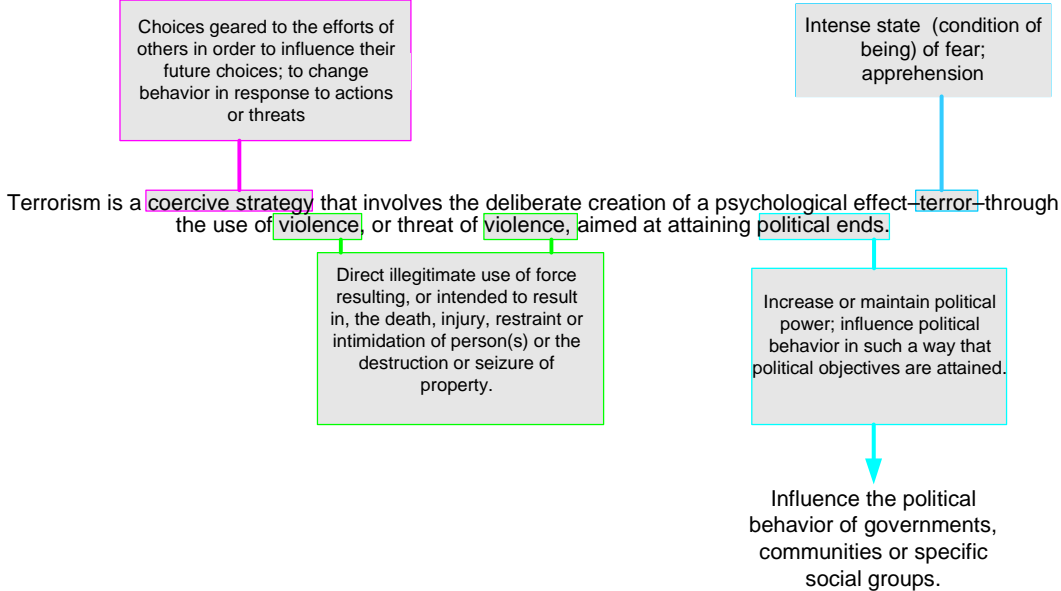 Choices geared to the efforts of
others in order to influence their
future choices; to change
behavior in response to actions
or threats
Intense state (condition of
being) of fear;
apprehension
Terrorism is a coercive strategy that involves the deliberate creation of a psychological effect–terror–through
the use of violence, or threat of violence, aimed at attaining political ends.
Direct illegitimate use of force
resulting, or intended to result
in, the death, injury, restraint or
intimidation of person(s) or the
destruction or seizure of
property.
Increase or maintain political
power; influence political
behavior in such a way that
political objectives are attained.
Influence the political
behavior of governments,
communities or specific
social groups.